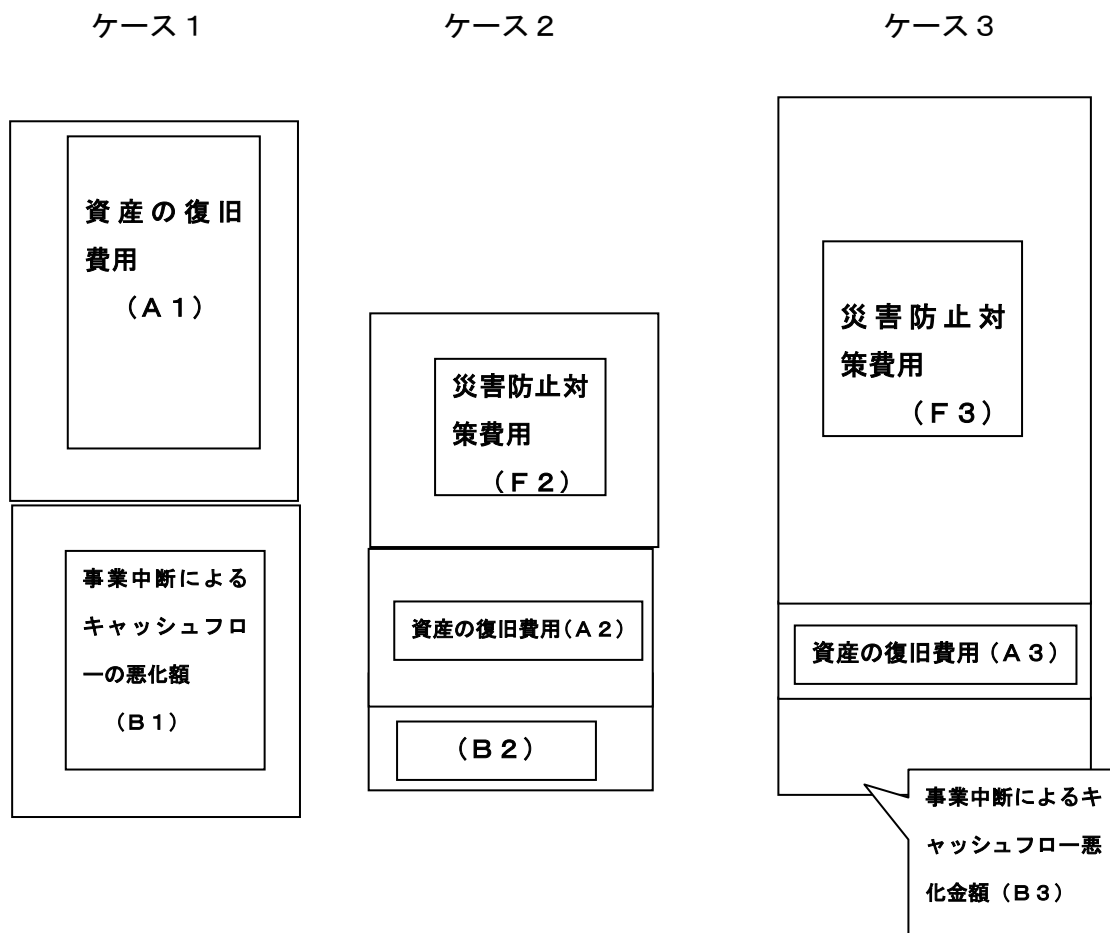 ケース１
ケース２
ケース３
資産の復旧
費用
（Ａ１）
事業中断による
キャッシュフロ
ーの悪化額
（Ｂ１）
災害防止対
策費用
（Ｆ２）
資産の復旧費用（Ａ２）
（Ｂ２）
災害防止対
策費用
（Ｆ３）
資産の復旧費用（Ａ３）
事業中断によるキ
ャッシュフロー悪
化金額（Ｂ３）